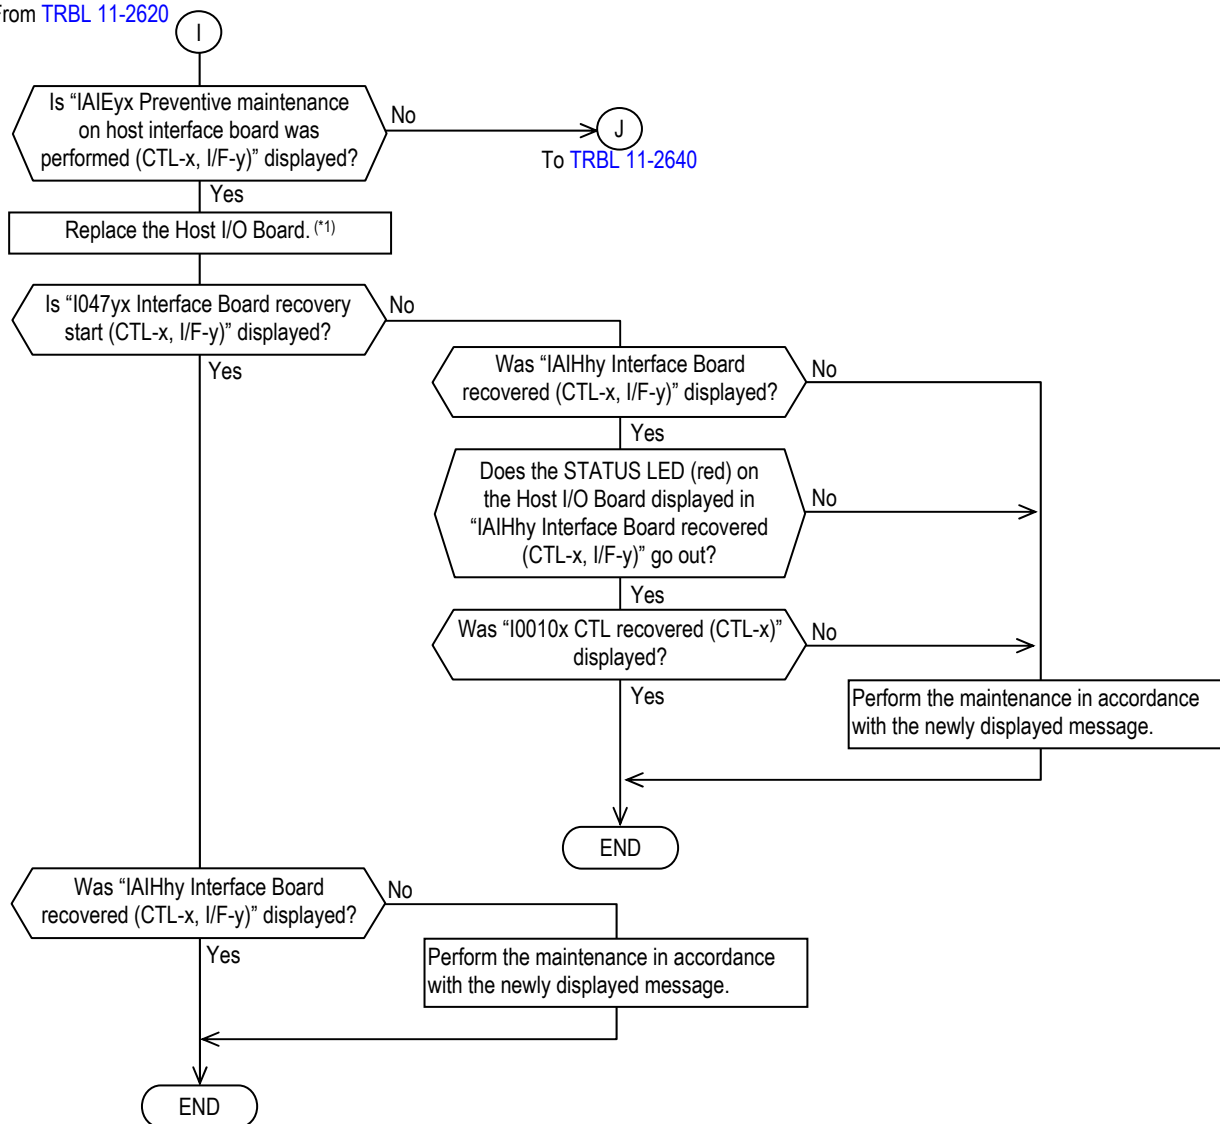 From TRBL 11-2620
I
Is “IAIEyx Preventive maintenance
on host interface board was
performed (CTL-x, I/F-y)” displayed?
No
J
To TRBL 11-2640
Yes
Replace the Host I/O Board. (*1)
Is “I047yx Interface Board recovery
start (CTL-x, I/F-y)” displayed?
No
Yes
Was “IAIHhy Interface Board
recovered (CTL-x, I/F-y)” displayed?
No
Yes
Does the STATUS LED (red) on
the Host I/O Board displayed in
“IAIHhy Interface Board recovered
(CTL-x, I/F-y)” go out?
No
Yes
Was “I0010x CTL recovered (CTL-x)”
displayed?
No
Yes
Perform the maintenance in accordance
with the newly displayed message.
END
Was “IAIHhy Interface Board
recovered (CTL-x, I/F-y)” displayed?
No
Yes
Perform the maintenance in accordance
with the newly displayed message.
END